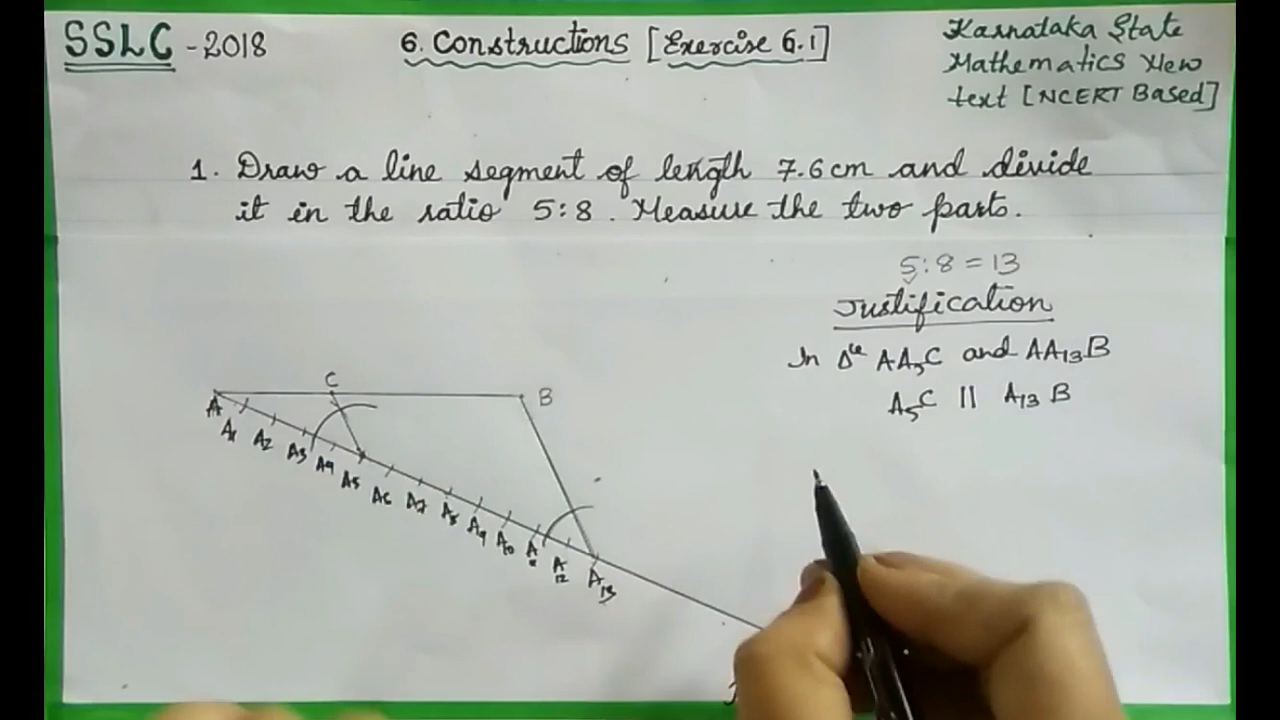 SSLC - 2018
6. Constructions [Exercise 6.1]
Karnataka State
Mathematics New
text [NCERT Based]
1. Draw a line segment of length 7.6 cm and divide
it in the ratio 5:8. Measure the two parts.
5:8 = 13
Justification
In Δle AA5C and AA13B
A5C || A13 B
C
B
A
A1
A2
A3
A4
A5
A6
A7
A8
A9
A10
A11
A12
A13